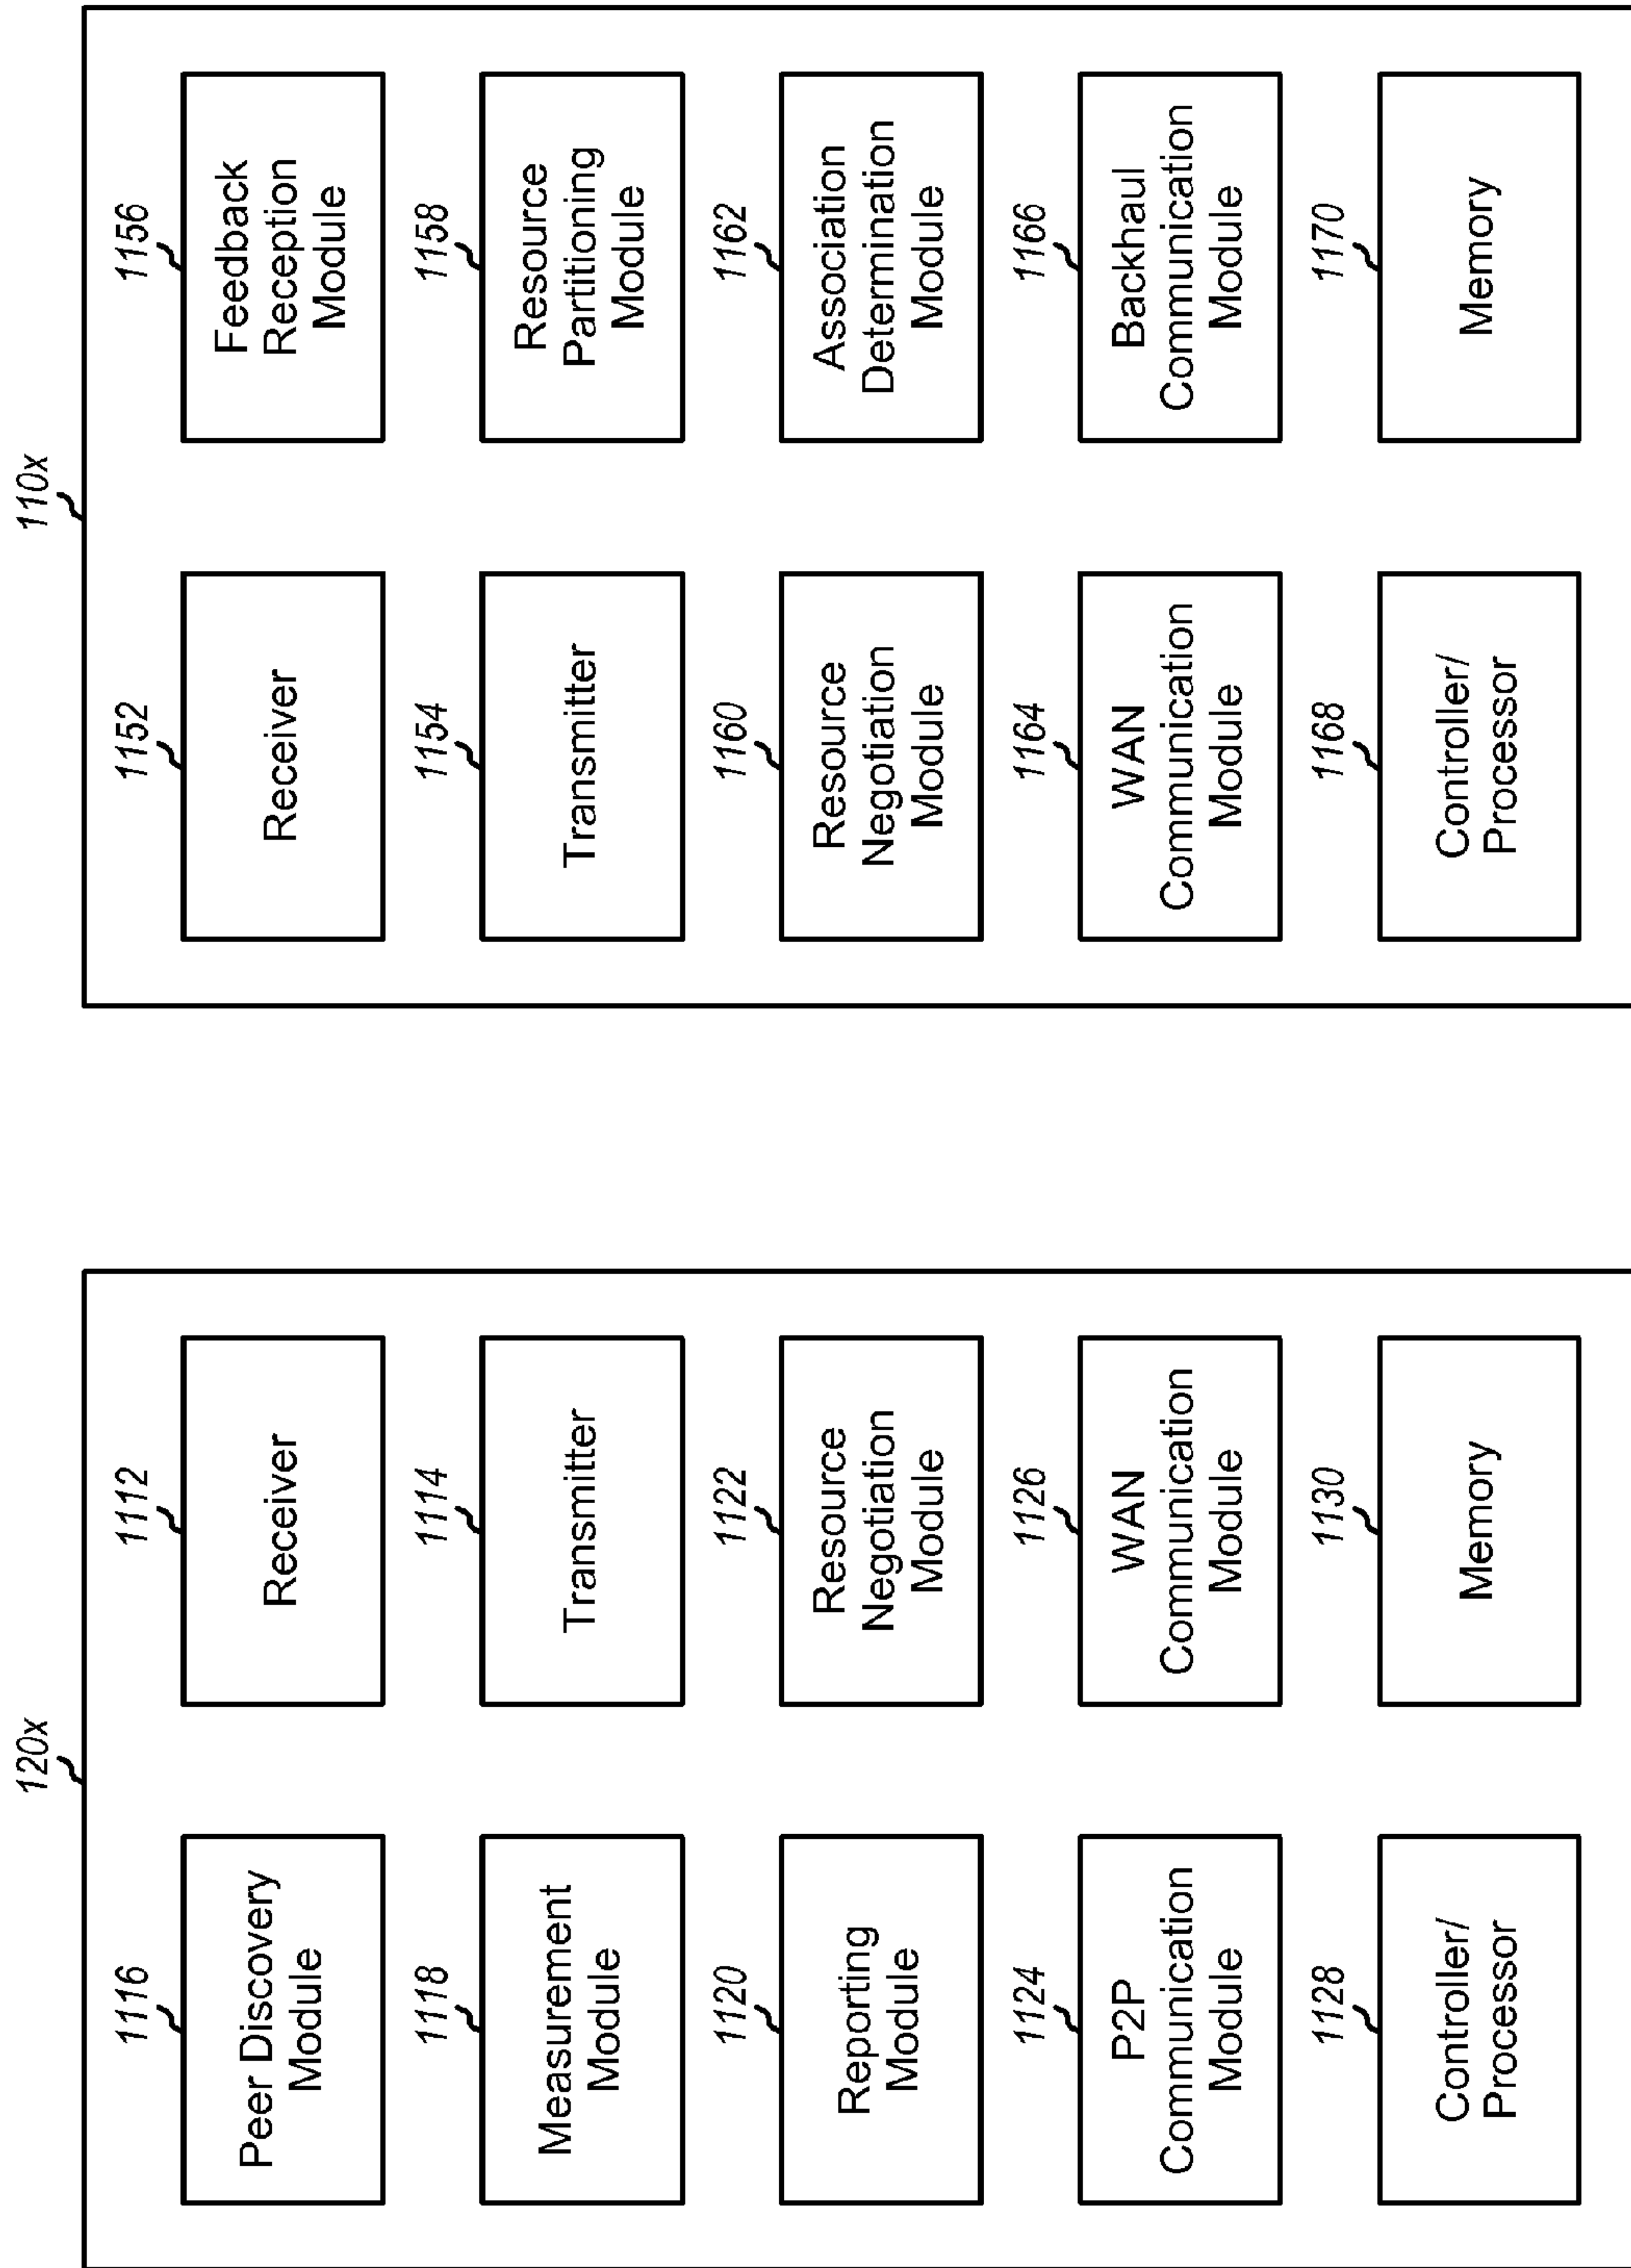 120x
1116
Peer Discovery
Module
1112
Receiver
1118
Measurement
Module
1114
Transmitter
1120
Reporting
Module
1122
Resource
Negotiation
Module
1124
P2P
Communication
Module
1126
WAN
Communication
Module
1128
Controller/
Processor
1130
Memory
110x
1152
Receiver
1156
Feedback
Reception
Module
1154
Transmitter
1158
Resource
Partitioning
Module
1160
Resource
Negotiation
Module
1162
Association
Determination
Module
1164
WAN
Communication
Module
1166
Backhaul
Communication
Module
1168
Controller/
Processor
1170
Memory